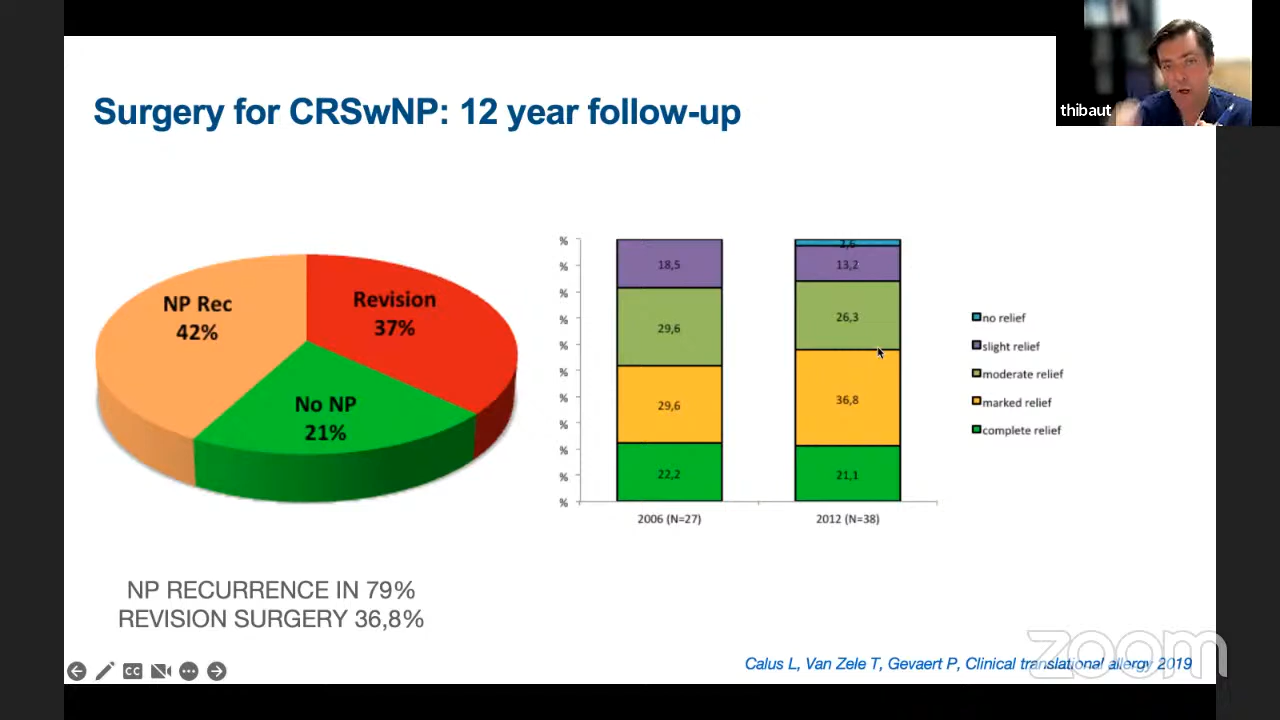 thibaut
Surgery for CRSwNP: 12 year follow-up
NP Rec
42%
Revision
37%
No NP
21%
%
%
%
%
%
%
%
%
%
%
%
18,5
29,6
29,6
22,2
2,6
13,2
26,3
36,8
21,1
2006 (N=27)
2012 (N=38)
no relief
slight relief
moderate relief
marked relief
complete relief
NP RECURRENCE IN 79%
REVISION SURGERY 36,8%
CC
Calus L, Van Zele T, Gevaert P, Clinical translational allergy 2019
zoom